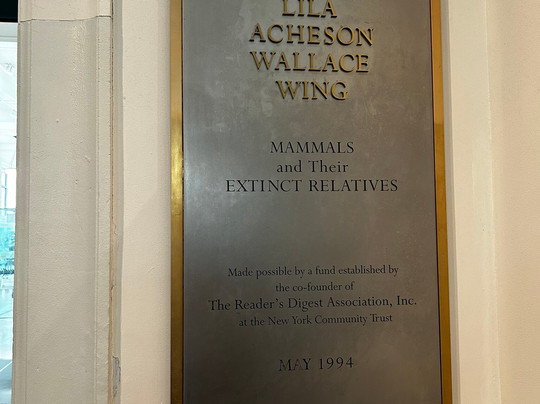 LILA
ACHESON
WALLACE
WING
MAMMALS
and Their
EXTINCT RELATIVES
Made possible by a fund established by
the co-founder of
The Reader's Digest Association, Inc.
at the New York Community Trust
MAY 1994